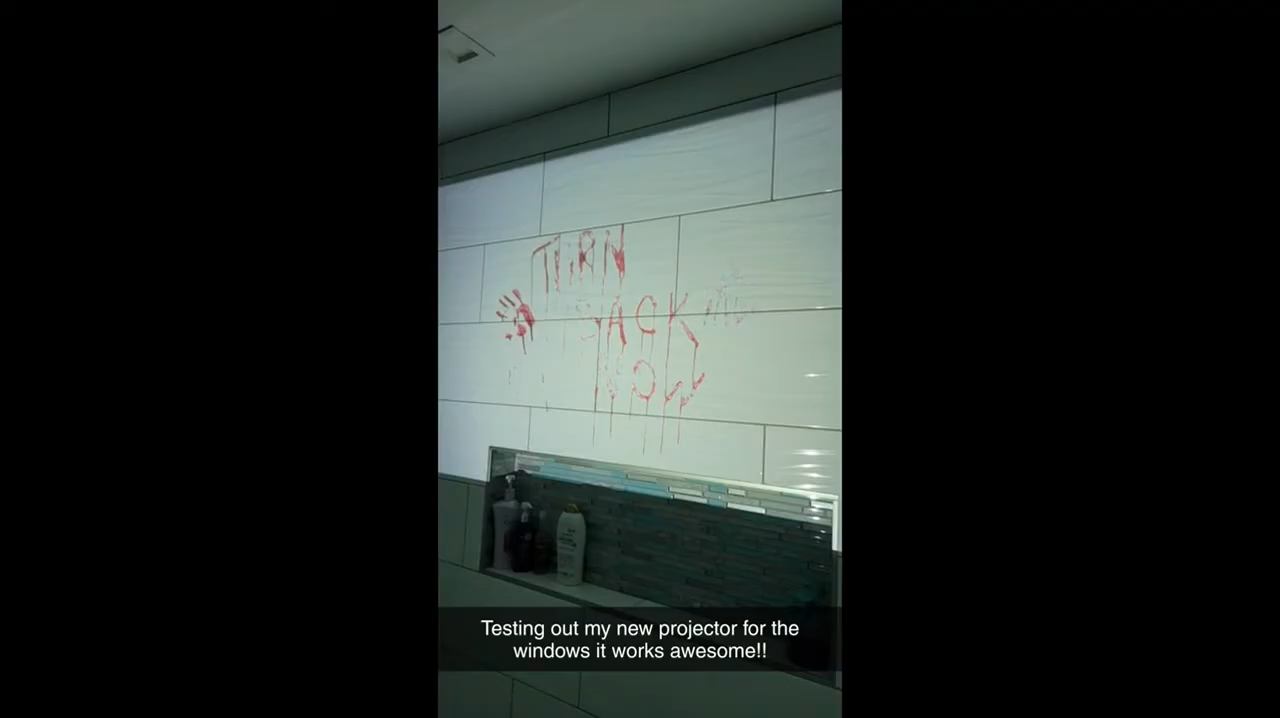 TURN
BACK
NOW
Testing out my new projector for the
windows it works awesome!!